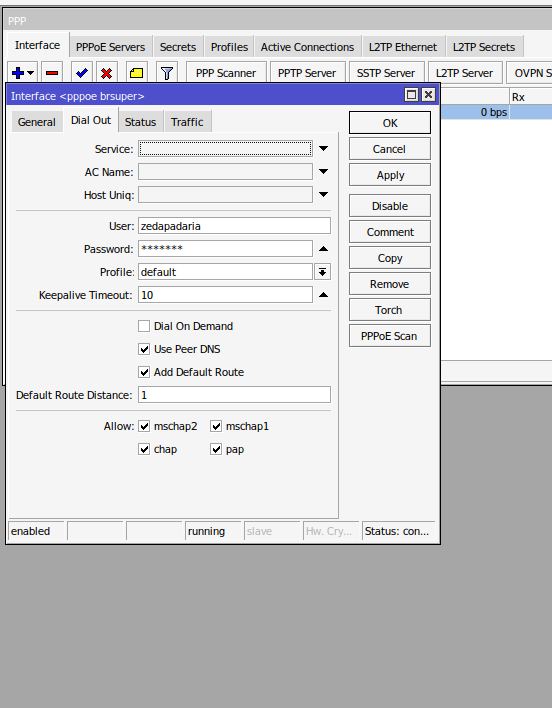 PPP
Interface PPPoE Servers Secrets Profiles Active Connections L2TP Ethernet L2TP Secrets
PPP Scanner PPTP Server SSTP Server L2TP Server OVPN S
Rx
0 bps
Interface <pppoe brsuper>
General Dial Out Status Traffic
Service:
AC Name:
Host Uniq:
User: zedapadaria
Password: *******
Profile: default
Keepalive Timeout: 10
Dial On Demand
Use Peer DNS
Add Default Route
Default Route Distance: 1
Allow: mschap2 mschap1
chap pap
OK
Cancel
Apply
Disable
Comment
Copy
Remove
Torch
PPPoE Scan
enabled running slave Hw. Cry... Status: con...